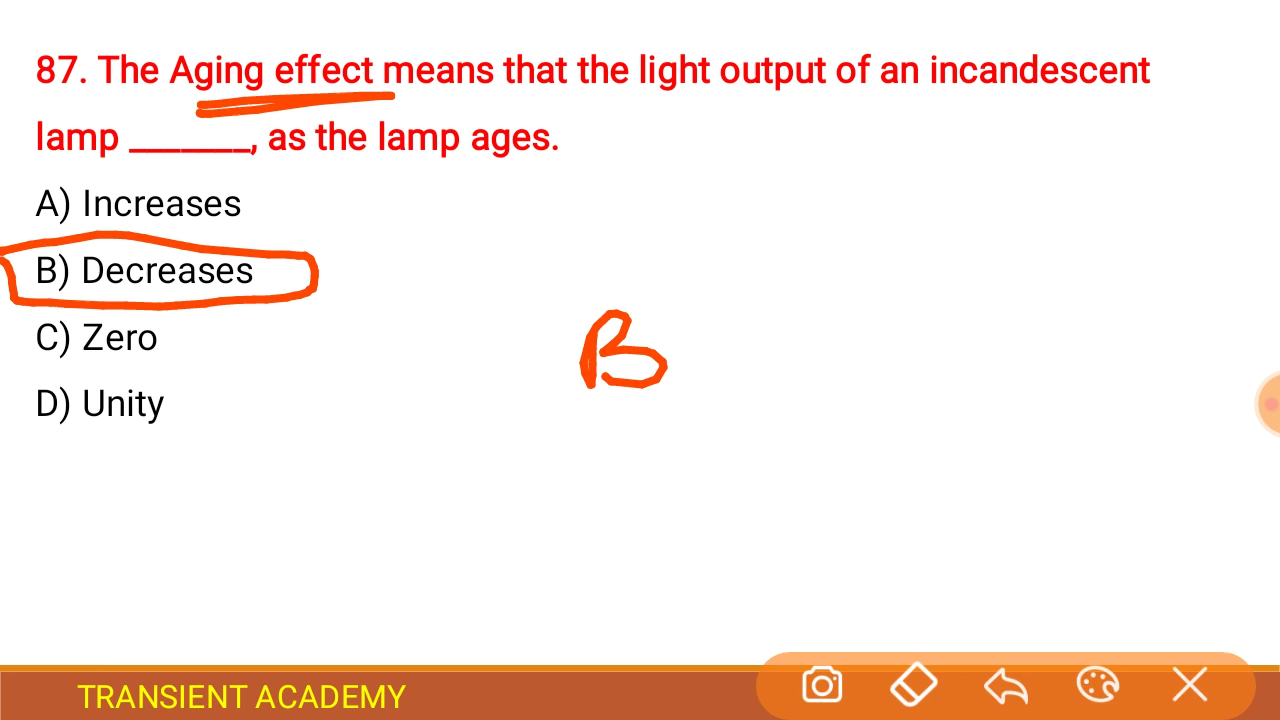 87. The Aging effect means that the light output of an incandescent
lamp _______, as the lamp ages.
A) Increases
B) Decreases
C) Zero
B
D) Unity
TRANSIENT ACADEMY